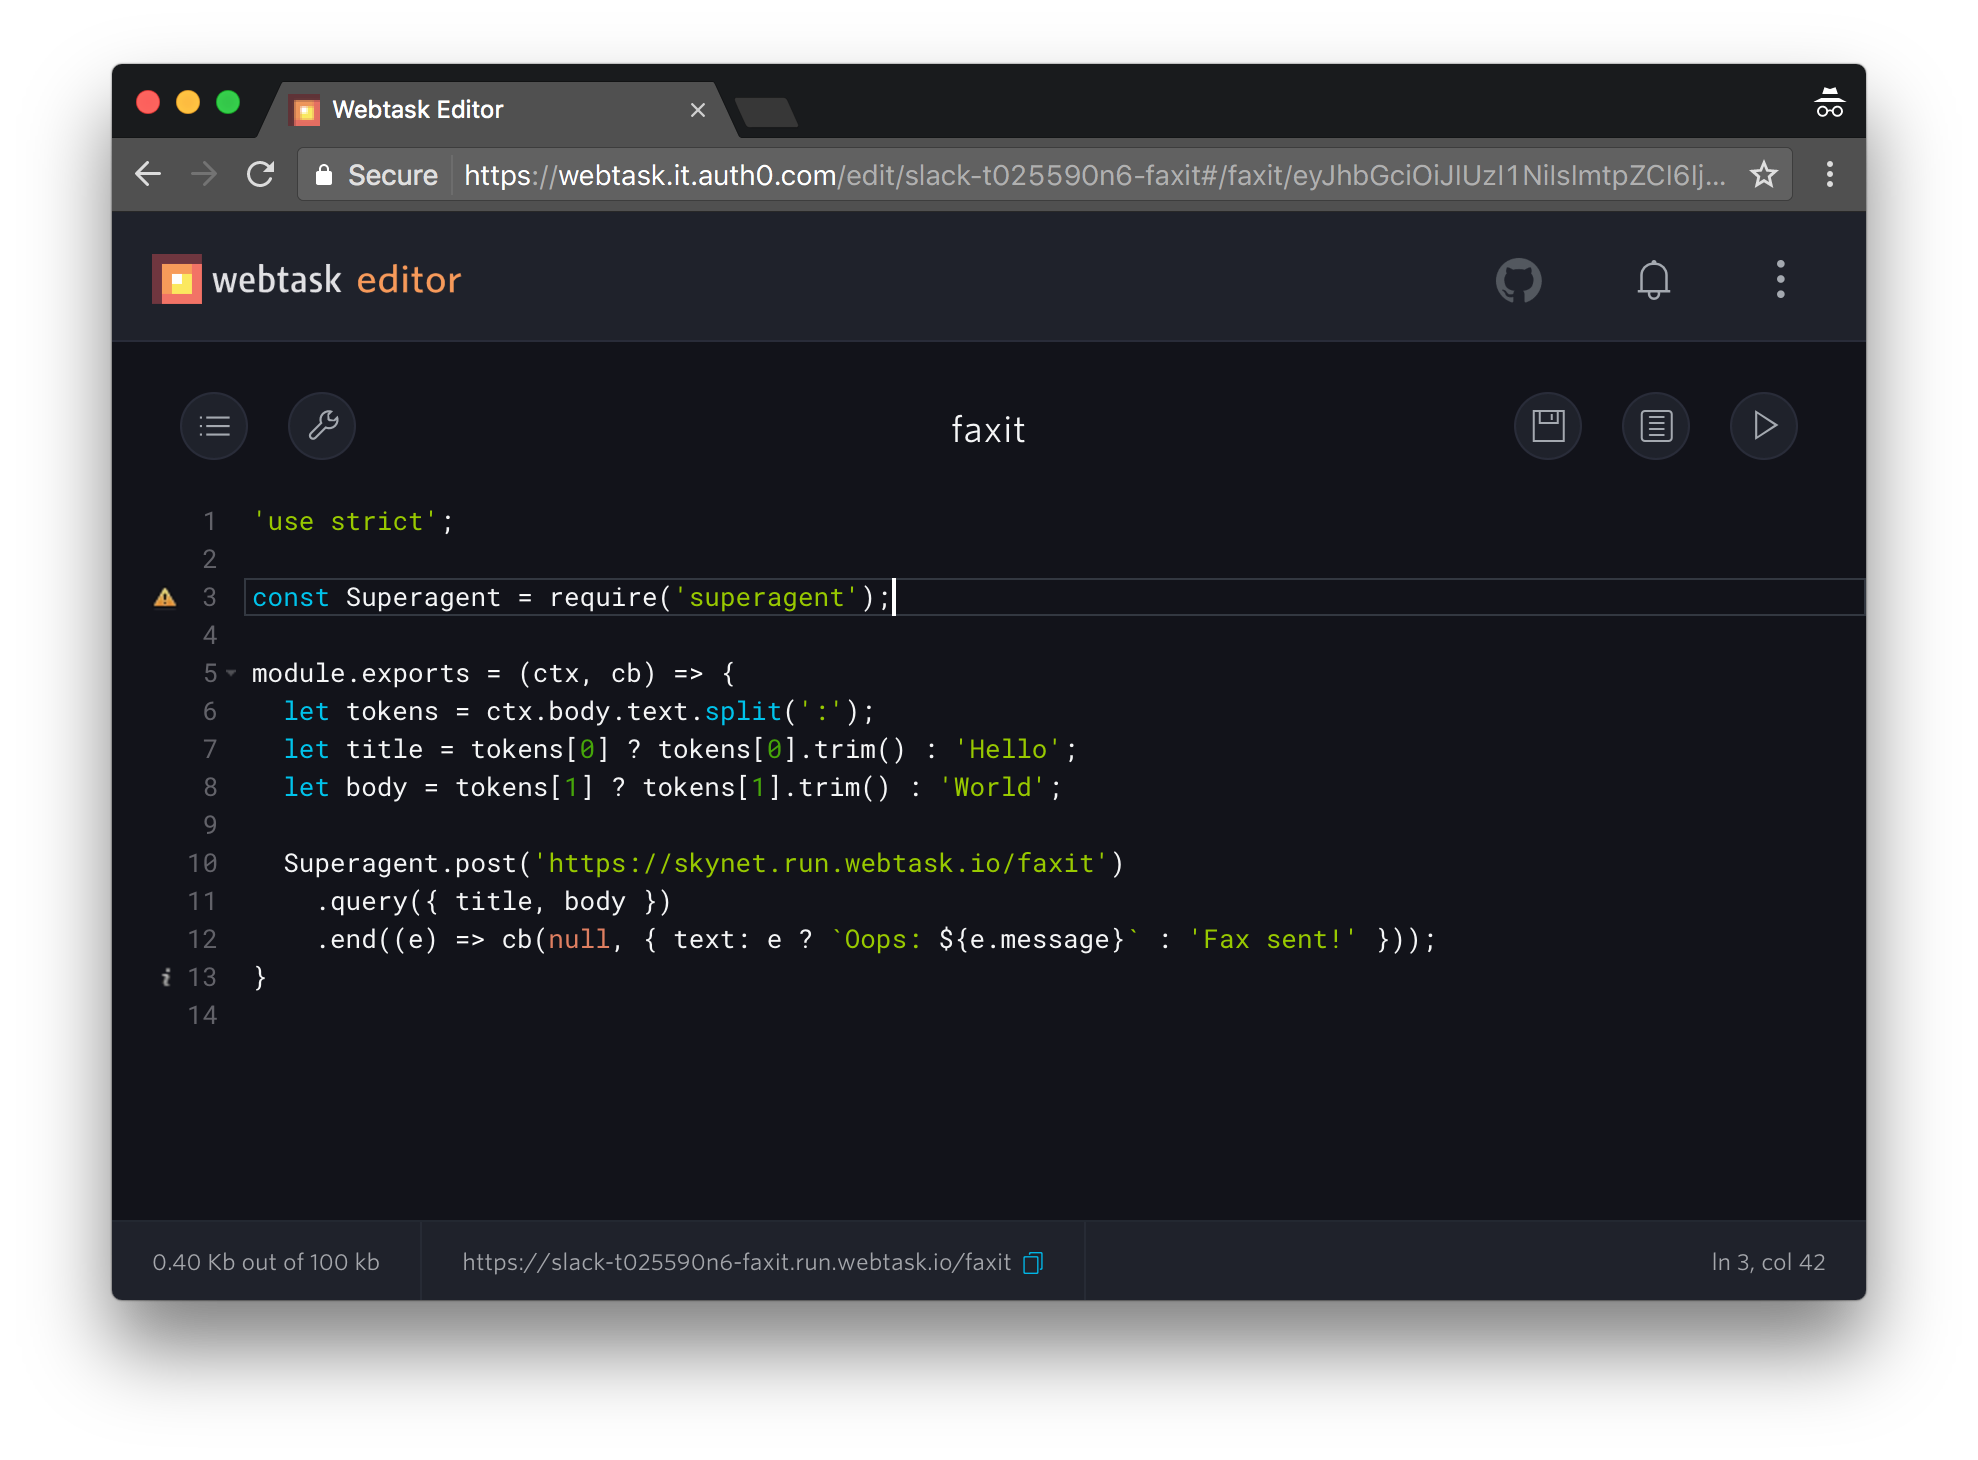 Webtask Editor
Secure https://webtask.it.auth0.com/edit/slack-t025590n6-faxit#/faxit/eyJhbGciOiJIUzI1NiIsImtpZCI6Ij...
webtask editor
faxit
1 'use strict';
2
3 const Superagent = require('superagent');
4
5 module.exports = (ctx, cb) => {
6 let tokens = ctx.body.text.split(':');
7 let title = tokens[0] ? tokens[0].trim() : 'Hello';
8 let body = tokens[1] ? tokens[1].trim() : 'World';
9
10 Superagent.post('https://skynet.run.webtask.io/faxit')
11 .query({ title, body })
12 .end((e) => cb(null, { text: e ? `Oops: ${e.message}` : 'Fax sent!' }));
13 }
14
0.40 Kb out of 100 kb https://slack-t025590n6-faxit.run.webtask.io/faxit ln 3, col 42